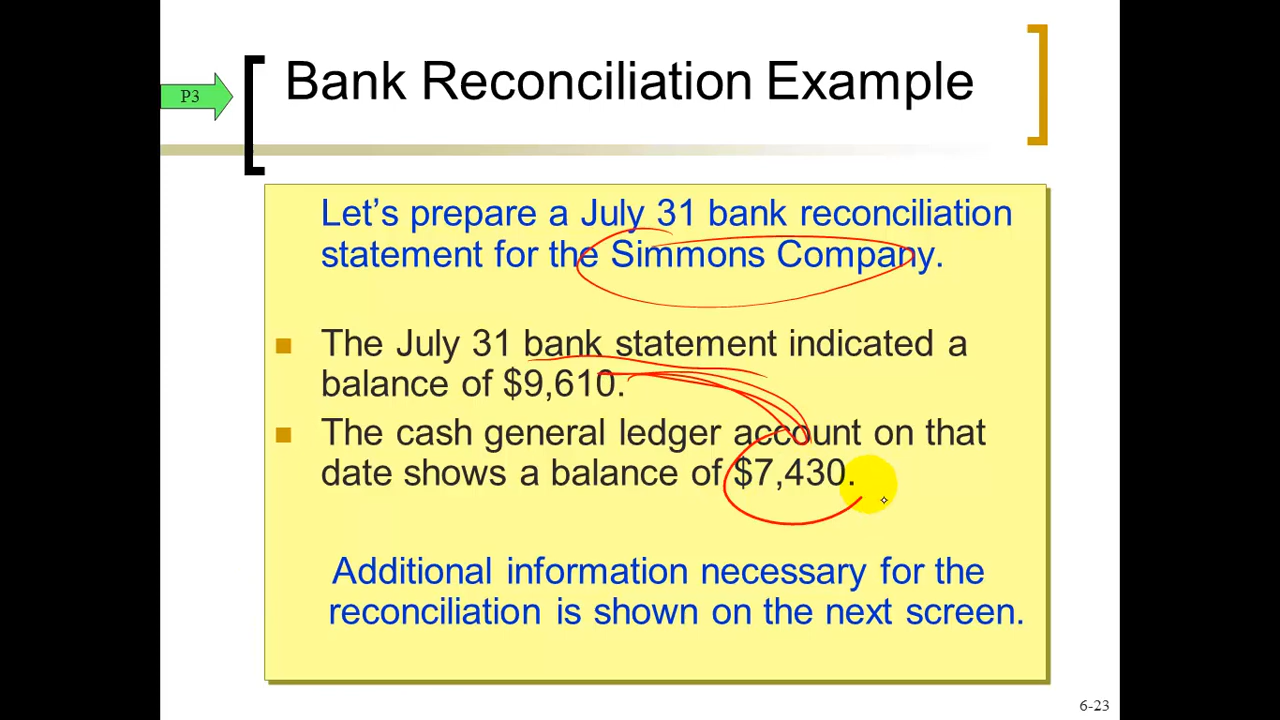 P3
Bank Reconciliation Example
Let’s prepare a July 31 bank reconciliation
statement for the Simmons Company.
The July 31 bank statement indicated a
balance of $9,610.
The cash general ledger account on that
date shows a balance of $7,430.
Additional information necessary for the
reconciliation is shown on the next screen.
6-23